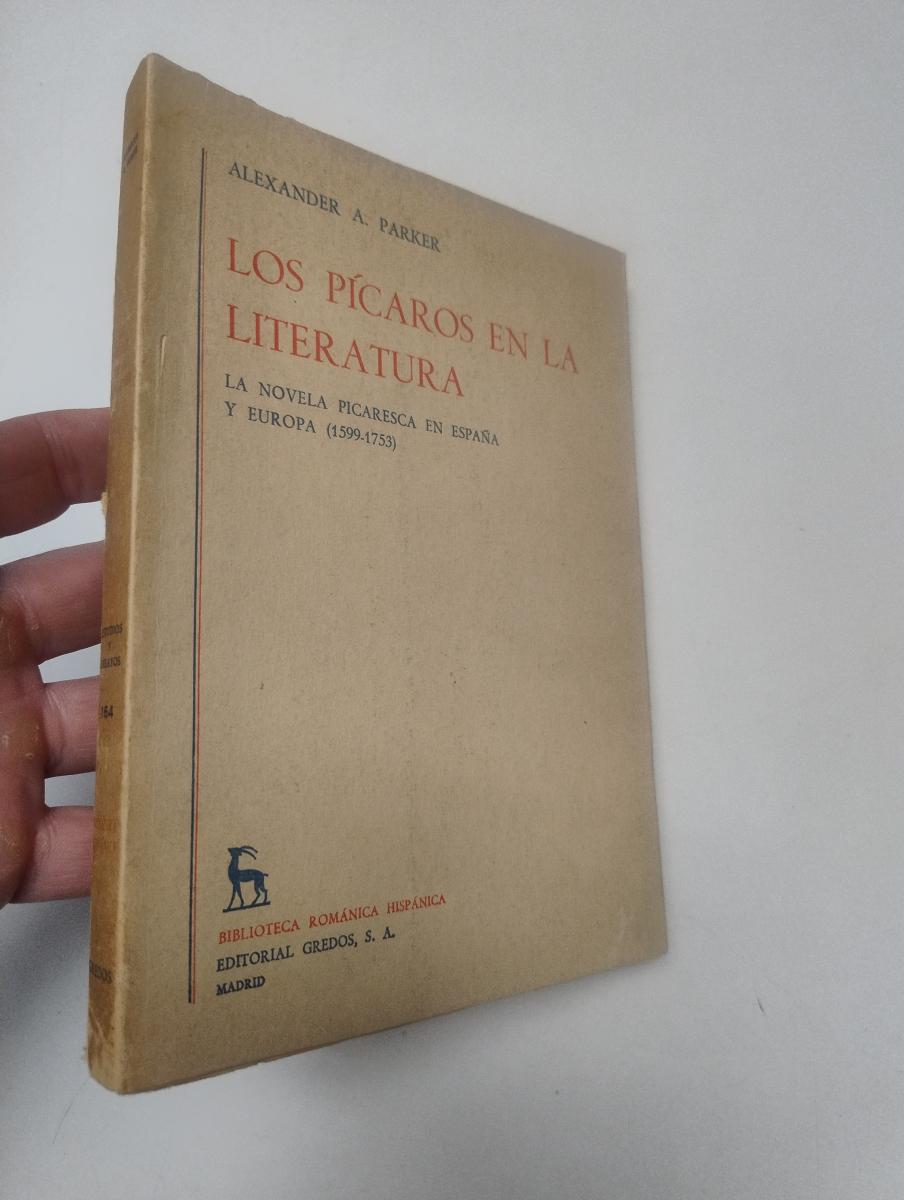 ALEXANDER A. PARKER
LOS PÍCAROS EN LA
LITERATURA
LA NOVELA PICARESCA EN ESPAÑA
Y EUROPA (1599-1753)
BIBLIOTECA ROMÁNICA HISPÁNICA
EDITORIAL GREDOS, S. A.
MADRID
Y
164